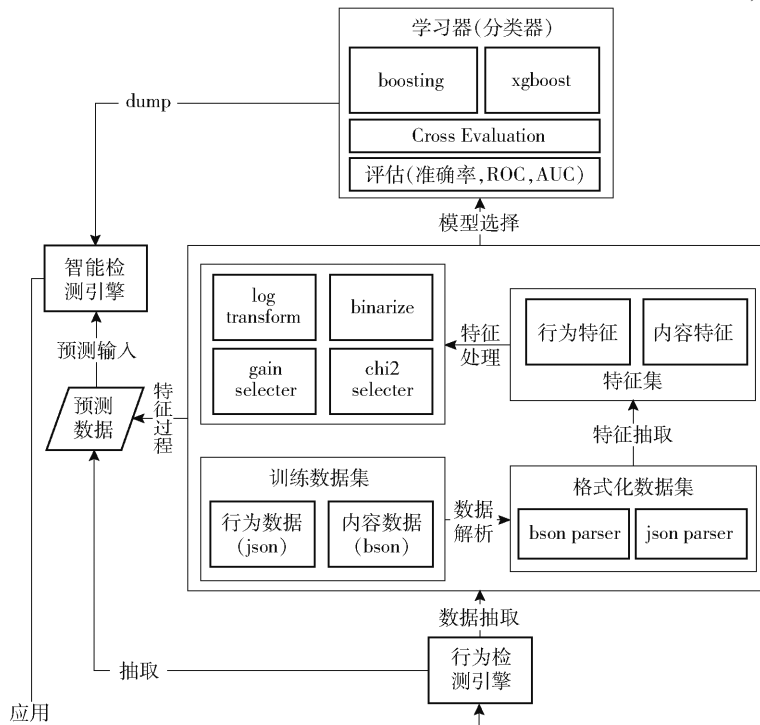 学习器(分类器)
boosting
xgboost
Cross Evaluation
评估(准确率,ROC,AUC)
dump
模型选择
智能检
测引擎
预测输入
预测
数据
特征过程
log
transform
binarize
gain
selecter
chi2
selecter
特征
处理
行为特征
内容特征
特征集
特征抽取
训练数据集
行为数据
(json)
内容数据
(bson)
数据
解析
格式化数据集
bson parser
json parser
数据抽取
行为检
测引擎
抽取
应用